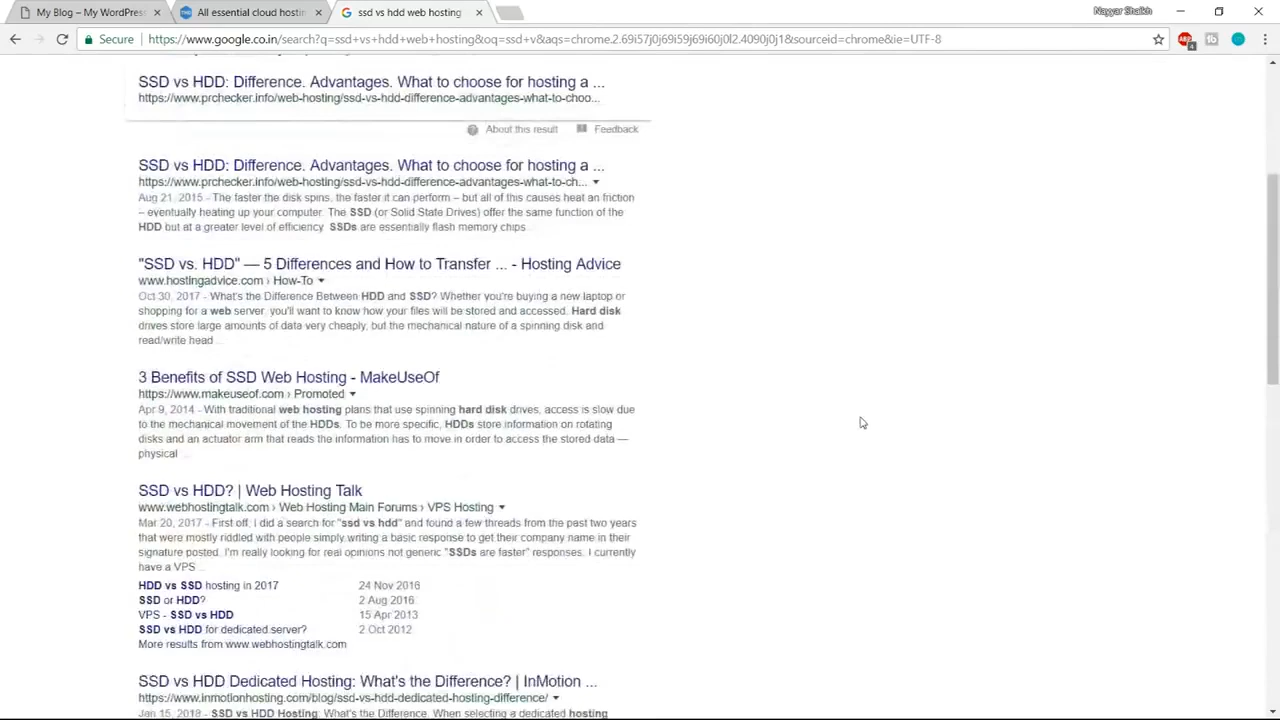 My Blog – My WordPress
All essential cloud hosti
ssd vs hdd web hosting
Nayyar Shaikh
Secure
https://www.google.co.in/search?q=ssd+vs+hdd+web+hosting&oq=ssd+v&aqs=chrome.2.69i57j0j69i59j69i60j0l2.4090j0j1&sourceid=chrome&ie=UTF-8
SSD vs HDD: Difference. Advantages. What to choose for hosting a ...
https://www.prchecker.info/web-hosting/ssd-vs-hdd-difference-advantages-what-to-choo...
About this result
Feedback
SSD vs HDD: Difference. Advantages. What to choose for hosting a ...
https://www.prchecker.info/web-hosting/ssd-vs-hdd-difference-advantages-what-to-ch...
Aug 21, 2015 - The faster the disk spins, the faster it can perform – but all of this causes heat an friction
– eventually heating up your computer. The SSD (or Solid State Drives) offer the same function of the
HDD but at a greater level of efficiency. SSDs are essentially flash memory chips.
"SSD vs. HDD" — 5 Differences and How to Transfer ... - Hosting Advice
www.hostingadvice.com › How-To
Oct 30, 2017 - What's the Difference Between HDD and SSD? Whether you're buying a new laptop or
shopping for a web server, you'll want to know how your files will be stored and accessed. Hard disk
drives store large amounts of data very cheaply, but the mechanical nature of a spinning disk and
read/write head ...
3 Benefits of SSD Web Hosting - MakeUseOf
https://www.makeuseof.com › Promoted
Apr 9, 2014 - With traditional web hosting plans that use spinning hard disk drives, access is slow due
to the mechanical movement of the HDDs. To be more specific, HDDs store information on rotating
disks and an actuator arm that reads the information has to move in order to access the stored data —
physical ...
SSD vs HDD? | Web Hosting Talk
www.webhostingtalk.com › Web Hosting Main Forums › VPS Hosting
Mar 20, 2017 - First off, I did a search for "ssd vs hdd" and found a few threads from the past two years
that were mostly riddled with people simply writing a basic response to get their company name in their
signature posted. I'm really looking for real opinions not generic "SSDs are faster" responses. I currently
have a VPS ...
HDD vs SSD hosting in 2017 24 Nov 2016
SSD or HDD? 2 Aug 2016
VPS - SSD vs HDD 15 Apr 2013
SSD vs HDD for dedicated server? 2 Oct 2012
More results from www.webhostingtalk.com
SSD vs HDD Dedicated Hosting: What's the Difference? | InMotion ...
https://www.inmotionhosting.com/blog/ssd-vs-hdd-dedicated-hosting-difference/
Jan 15, 2018 - SSD vs HDD Hosting: What's the Difference. When selecting a dedicated hosting